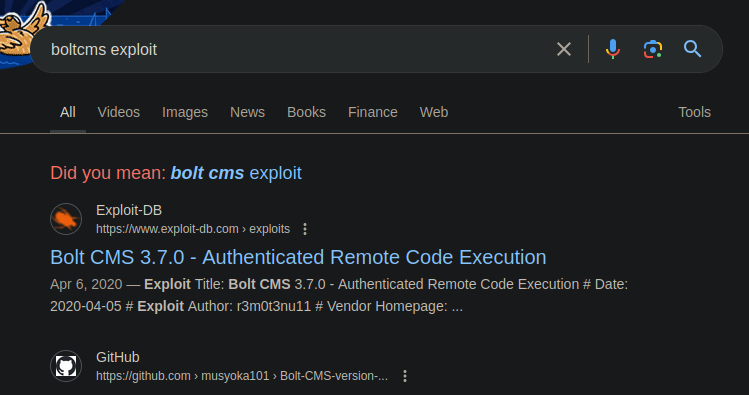 boltcms exploit
All Videos Images News Books Finance Web Tools
Did you mean: bolt cms exploit
Exploit-DB
https://www.exploit-db.com › exploits
Bolt CMS 3.7.0 - Authenticated Remote Code Execution
Apr 6, 2020 — Exploit Title: Bolt CMS 3.7.0 - Authenticated Remote Code Execution # Date:
2020-04-05 # Exploit Author: r3m0t3nu11 # Vendor Homepage: ...
GitHub
https://github.com › musyoka101 › Bolt-CMS-version-...